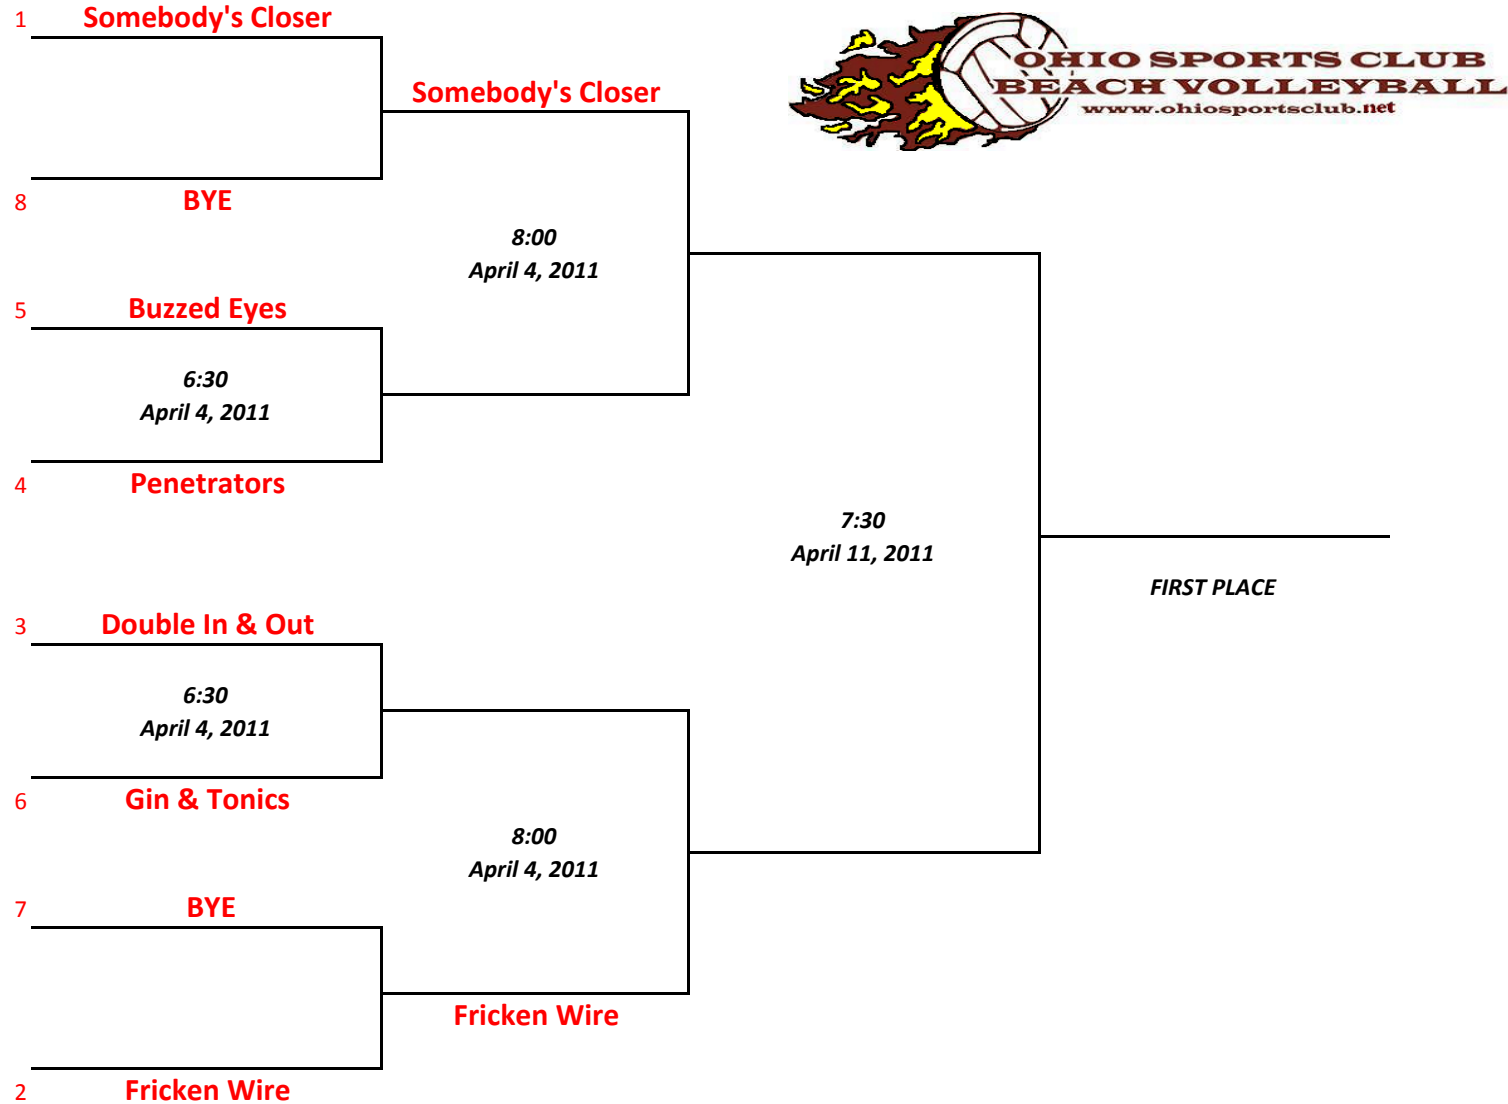 1 Somebody's Closer
OHIO SPORTS CLUB
BEACH VOLLEYBALL
www.ohiosportsclub.net
Somebody's Closer
8 BYE
8:00
April 4, 2011
5 Buzzed Eyes
6:30
April 4, 2011
4 Penetrators
7:30
April 11, 2011
FIRST PLACE
3 Double In & Out
6:30
April 4, 2011
6 Gin & Tonics
8:00
April 4, 2011
7 BYE
Fricken Wire
2 Fricken Wire